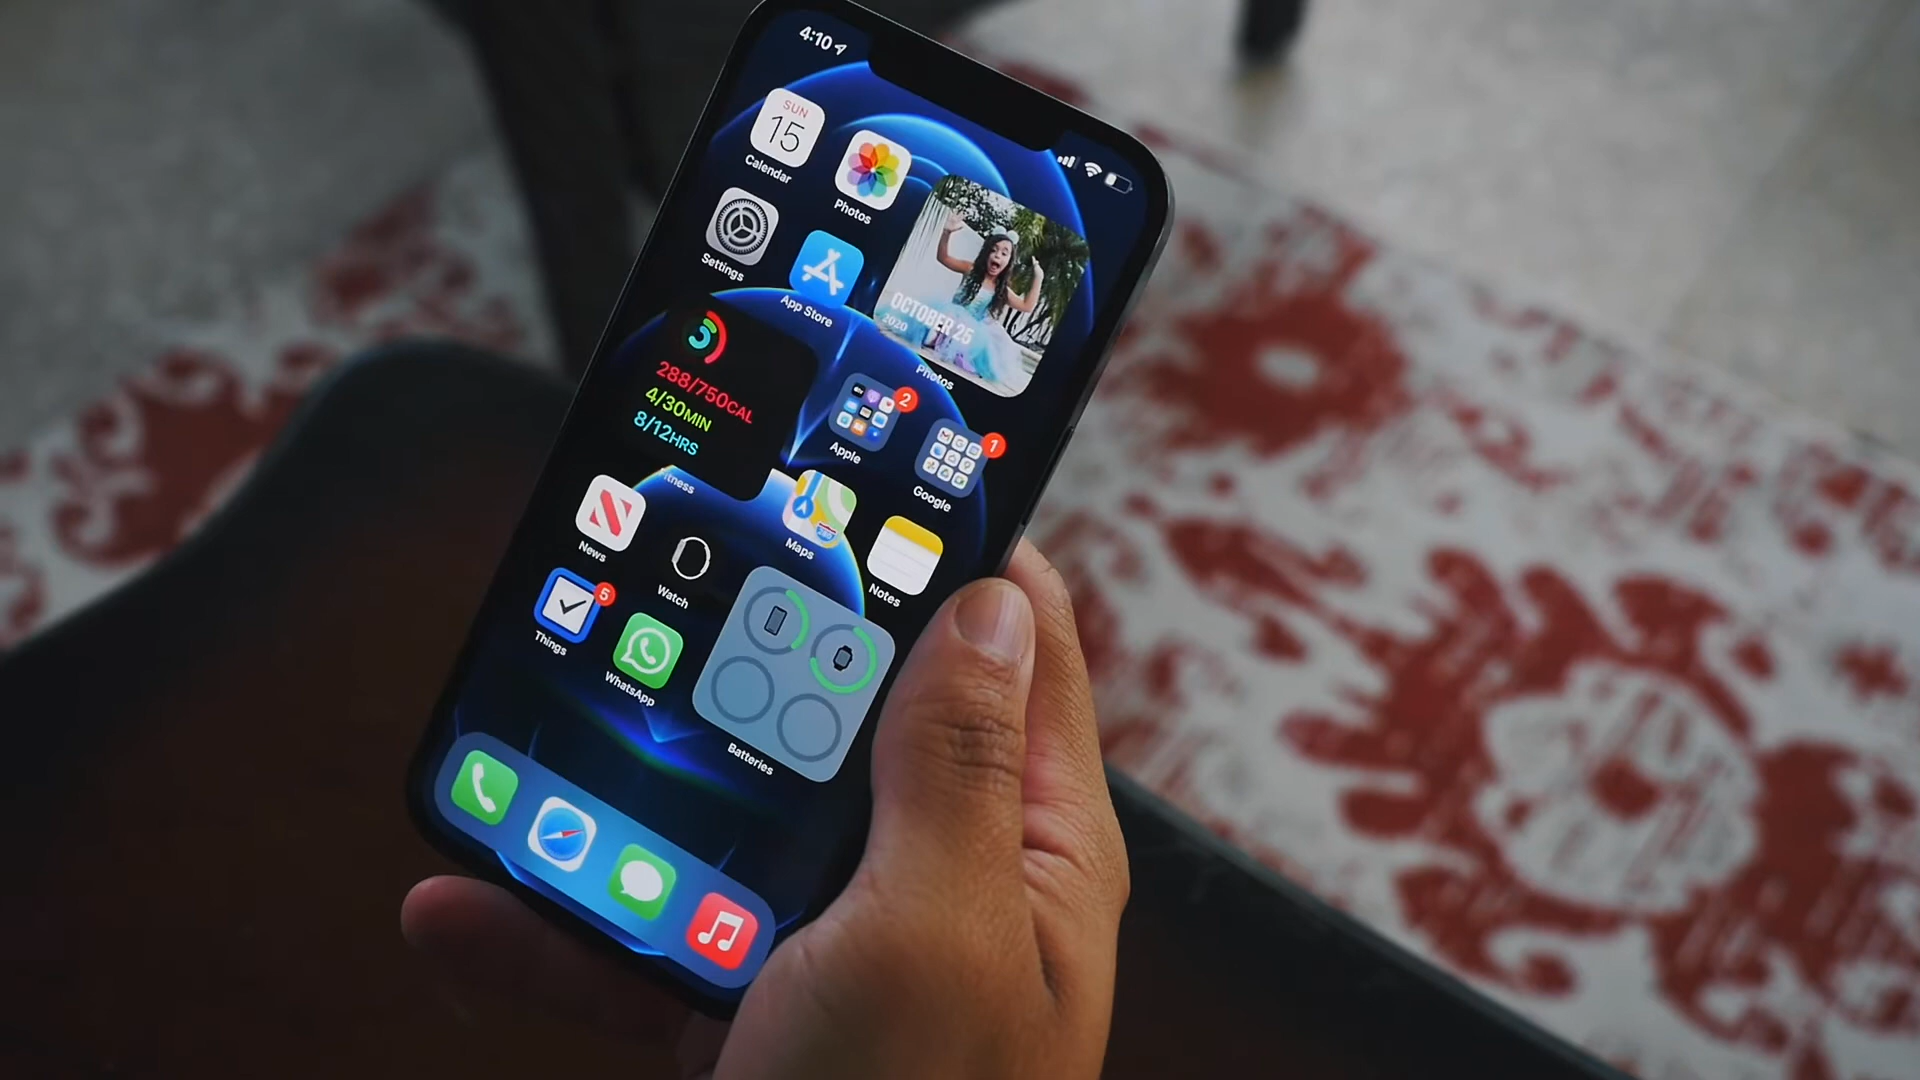 4:10
SUN
15
Calendar
Photos
Settings
App Store
OCTOBER 25
2020
Photos
288/750CAL
4/30MIN
8/12HRS
itness
2
Apple
1
Google
News
Watch
Maps
280
Notes
5
Things
WhatsApp
Batteries